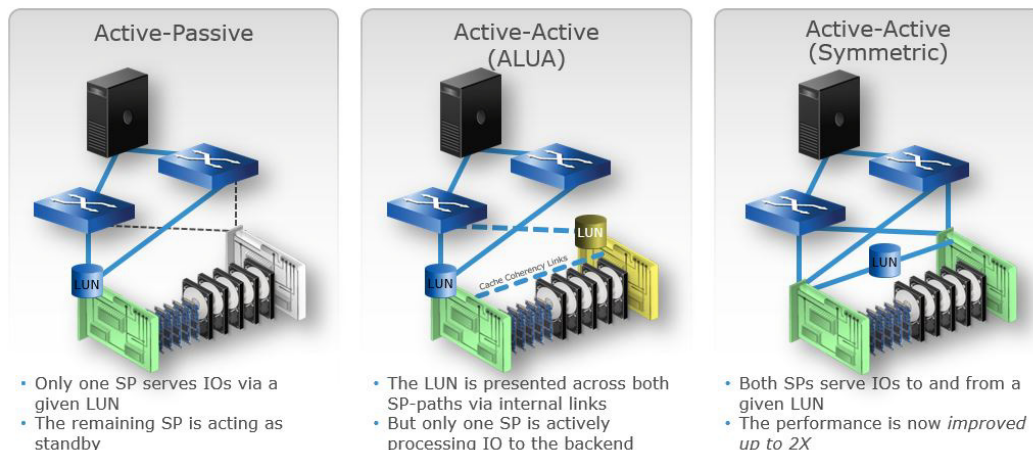 Active-Passive
LUN
• Only one SP serves IOs via a
given LUN
• The remaining SP is acting as
standby
Active-Active
(ALUA)
LUN
Cache Coherency Links
LUN
• The LUN is presented across both
SP-paths via internal links
• But only one SP is actively
processing IO to the backend
Active-Active
(Symmetric)
LUN
• Both SPs serve IOs to and from a
given LUN
• The performance is now improved
up to 2X